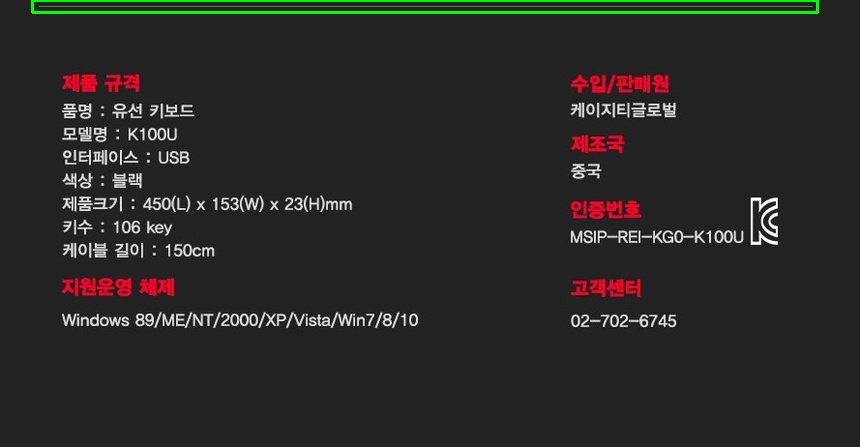 제품 규격
품명 : 유선 키보드
모델명 : K100U
인터페이스 : USB
색상 : 블랙
제품크기 : 450(L) x 153(W) x 23(H)mm
키수 : 106 key
케이블 길이 : 150cm
지원운영 체제
Windows 89/ME/NT/2000/XP/Vista/Win7/8/10
수입/판매원
케이지티글로벌
제조국
중국
인증번호
MSIP-REI-KG0-K100U
고객센터
02-702-6745